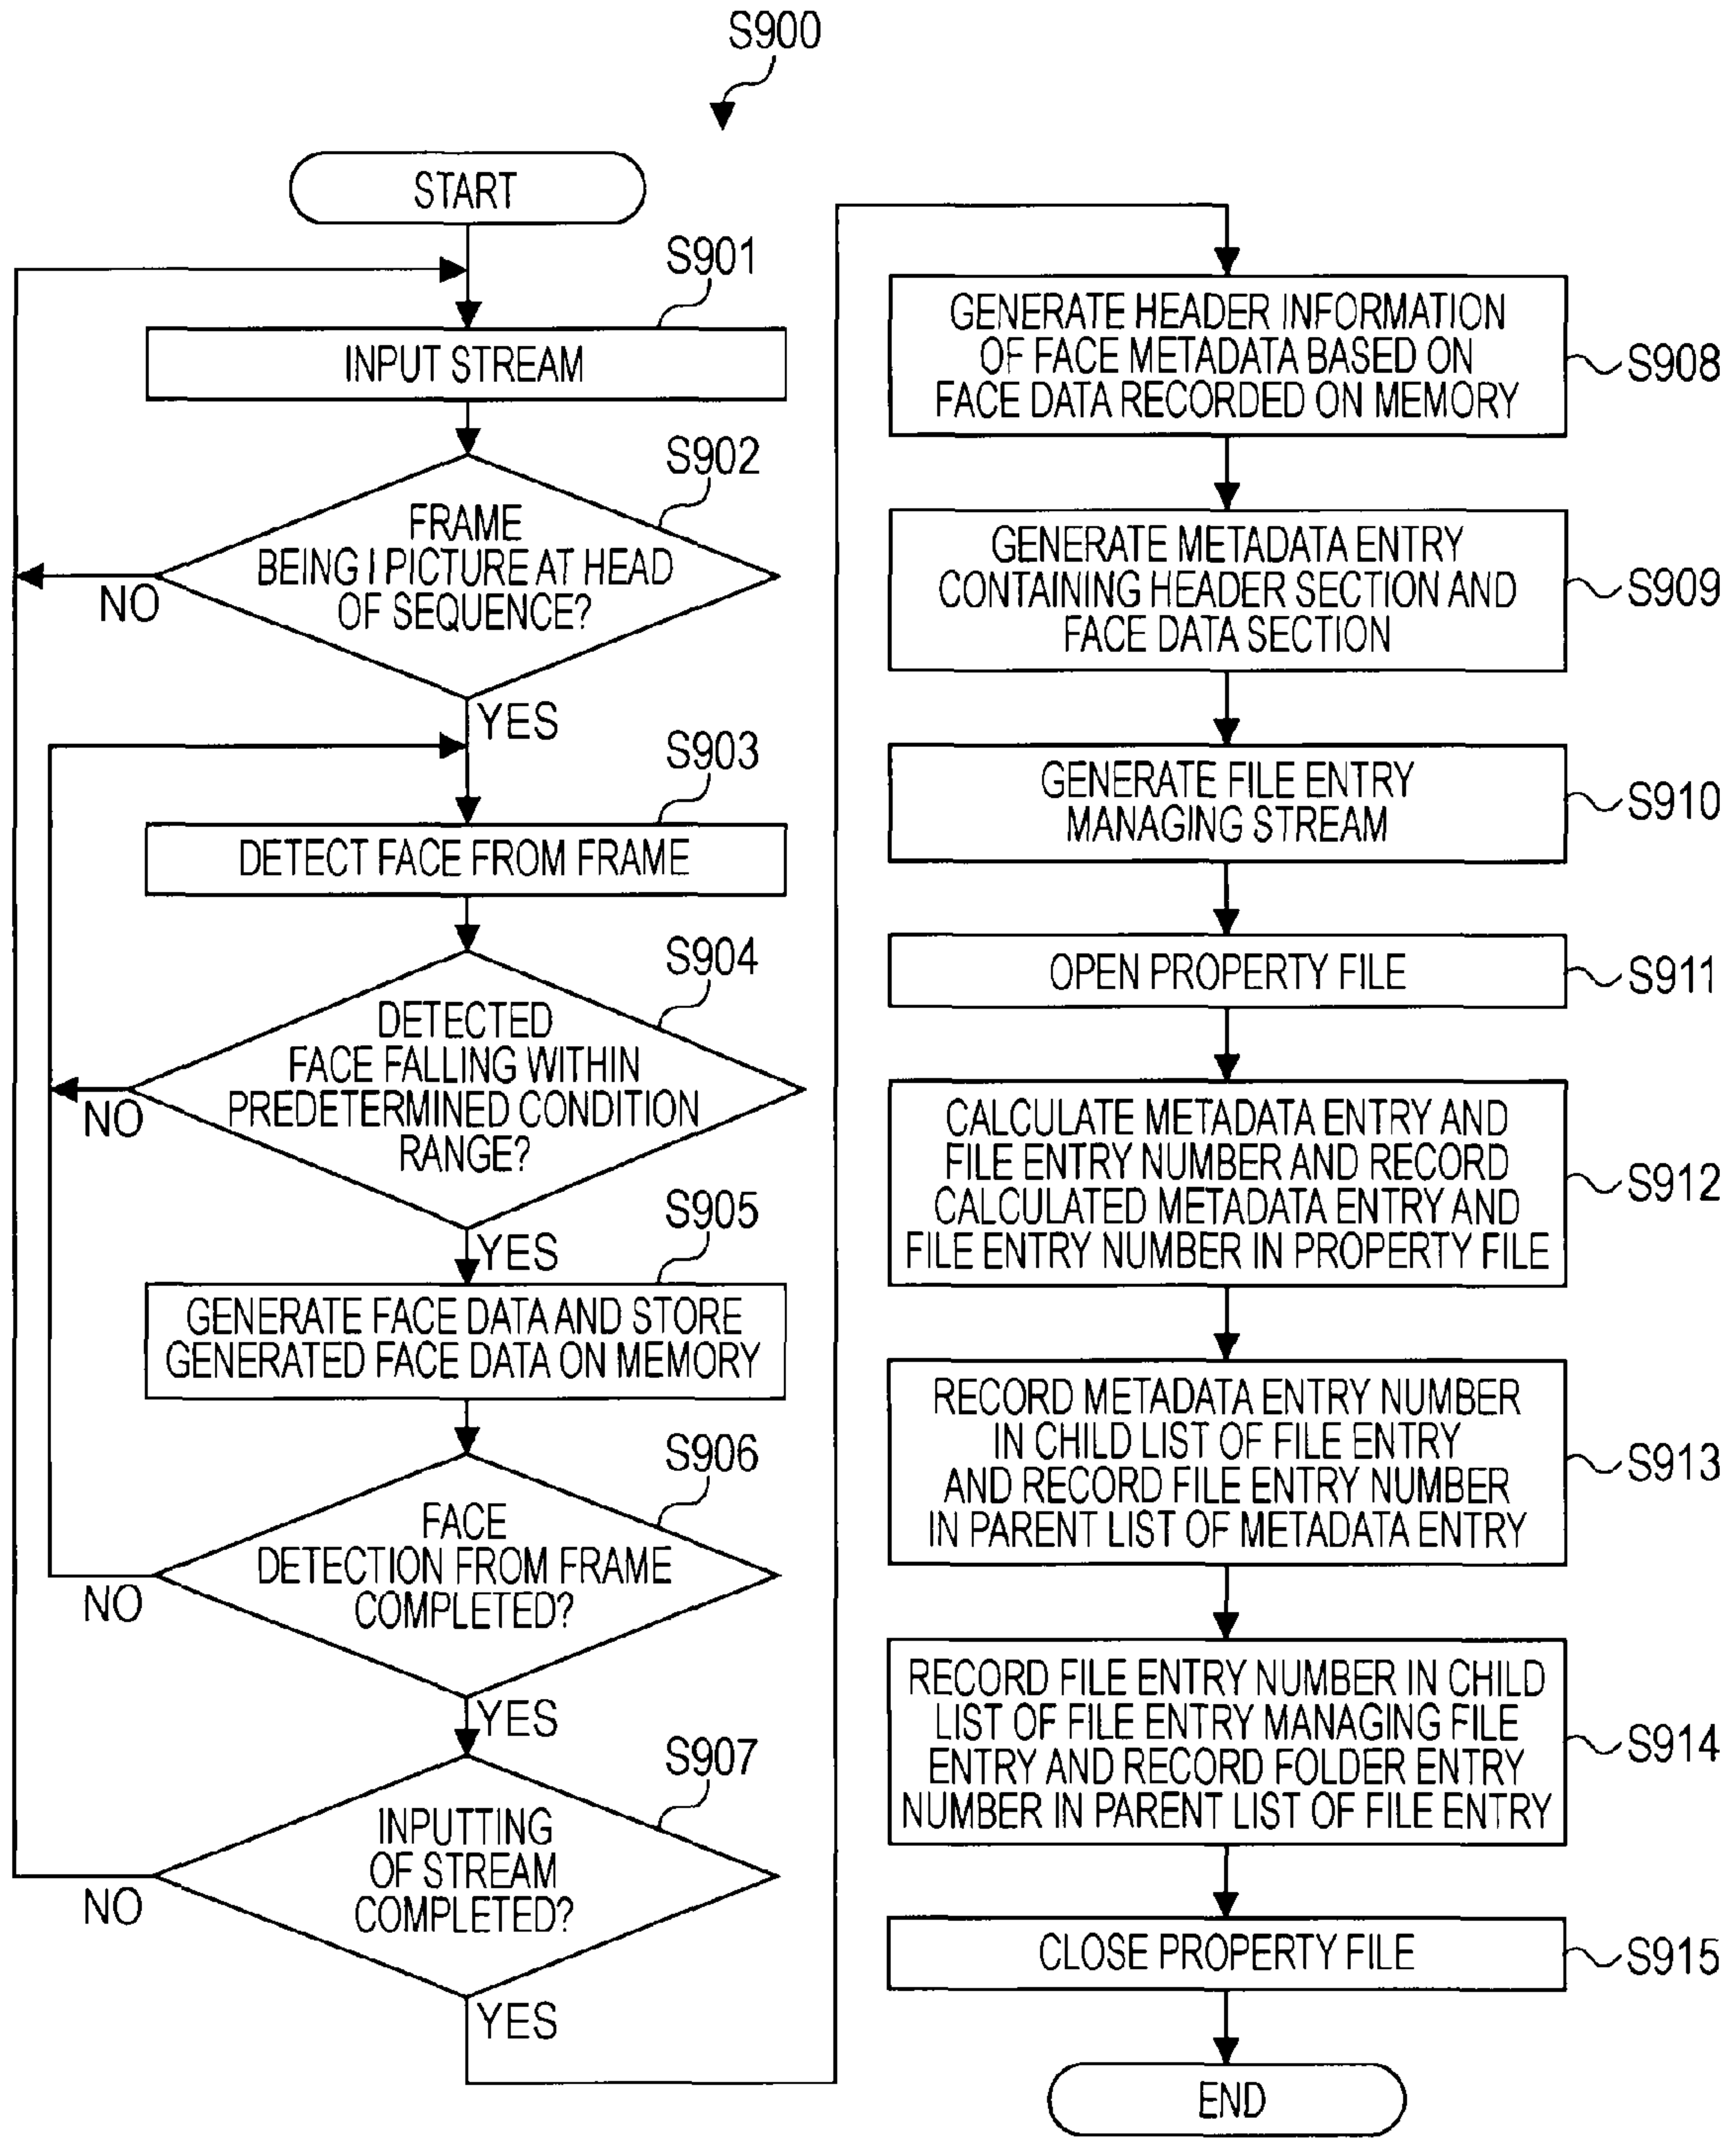 S900
START
S901
INPUT STREAM
S902
FRAME
BEING I PICTURE AT HEAD
OF SEQUENCE?
NO
YES
S903
DETECT FACE FROM FRAME
S904
DETECTED
FACE FALLING WITHIN
PREDETERMINED CONDITION
RANGE?
NO
YES
S905
GENERATE FACE DATA AND STORE
GENERATED FACE DATA ON MEMORY
S906
FACE
DETECTION FROM FRAME
COMPLETED?
NO
YES
S907
INPUTTING
OF STREAM
COMPLETED?
NO
YES
GENERATE HEADER INFORMATION
OF FACE METADATA BASED ON
FACE DATA RECORDED ON MEMORY
S908
GENERATE METADATA ENTRY
CONTAINING HEADER SECTION AND
FACE DATA SECTION
S909
GENERATE FILE ENTRY
MANAGING STREAM
S910
OPEN PROPERTY FILE
S911
CALCULATE METADATA ENTRY AND
FILE ENTRY NUMBER AND RECORD
CALCULATED METADATA ENTRY AND
FILE ENTRY NUMBER IN PROPERTY FILE
S912
RECORD METADATA ENTRY NUMBER
IN CHILD LIST OF FILE ENTRY
AND RECORD FILE ENTRY NUMBER
IN PARENT LIST OF METADATA ENTRY
S913
RECORD FILE ENTRY NUMBER IN CHILD
LIST OF FILE ENTRY MANAGING FILE
ENTRY AND RECORD FOLDER ENTRY
NUMBER IN PARENT LIST OF FILE ENTRY
S914
CLOSE PROPERTY FILE
S915
END